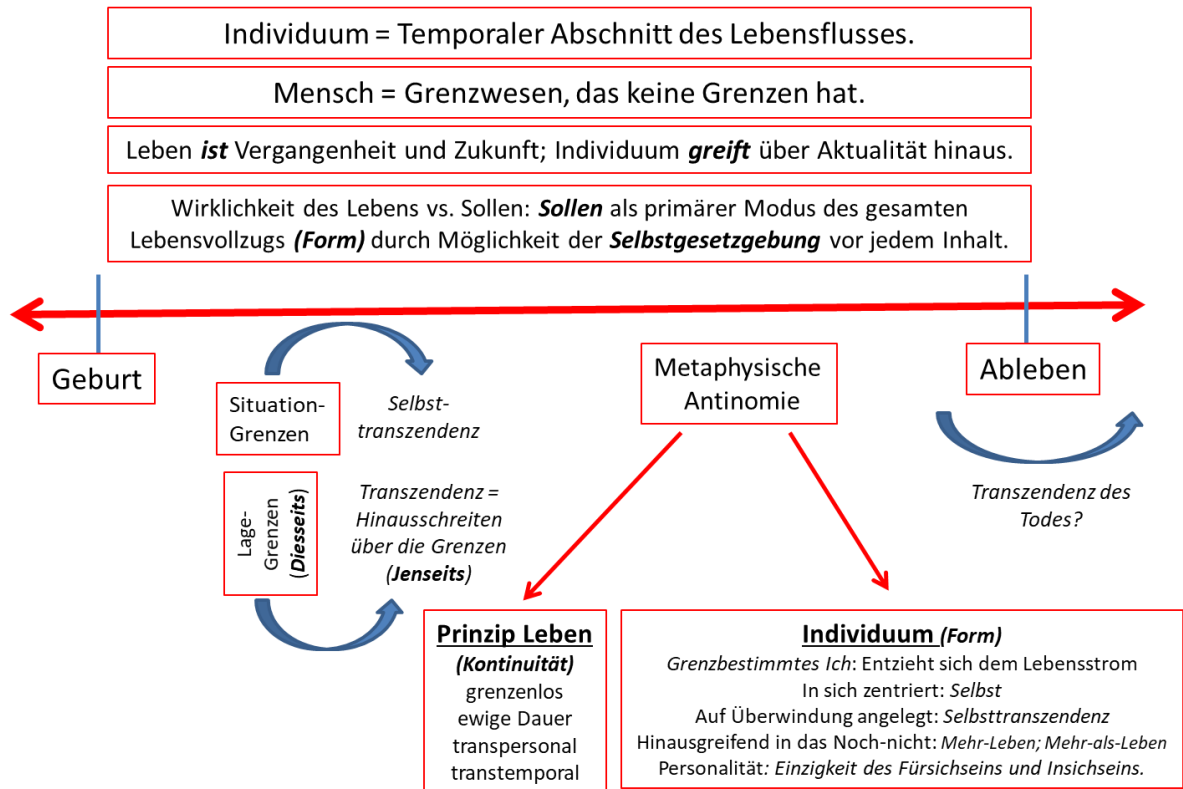 Individuum = Temporaler Abschnitt des Lebensflusses.
Mensch = Grenzwesen, das keine Grenzen hat.
Leben ist Vergangenheit und Zukunft; Individuum greift über Aktualität hinaus.
Wirklichkeit des Lebens vs. Sollen: Sollen als primärer Modus des gesamten
Lebensvollzugs (Form) durch Möglichkeit der Selbstgesetzgebung vor jedem Inhalt.
Geburt
Situation-
Grenzen
Selbst-
transzendenz
Lage-
Grenzen
(Diesseits)
Transzendenz =
Hinausschreiten
über die Grenzen
(Jenseits)
Metaphysische
Antinomie
Ableben
Transzendenz des
Todes?
Prinzip Leben
(Kontinuität)
grenzenlos
ewige Dauer
transpersonal
transtemporal
Individuum (Form)
Grenzbestimmtes Ich: Entzieht sich dem Lebensstrom
In sich zentriert: Selbst
Auf Überwindung angelegt: Selbsttranszendenz
Hinausgreifend in das Noch-nicht: Mehr-Leben; Mehr-als-Leben
Personalität: Einzigkeit des Fürsichseins und Insichseins.